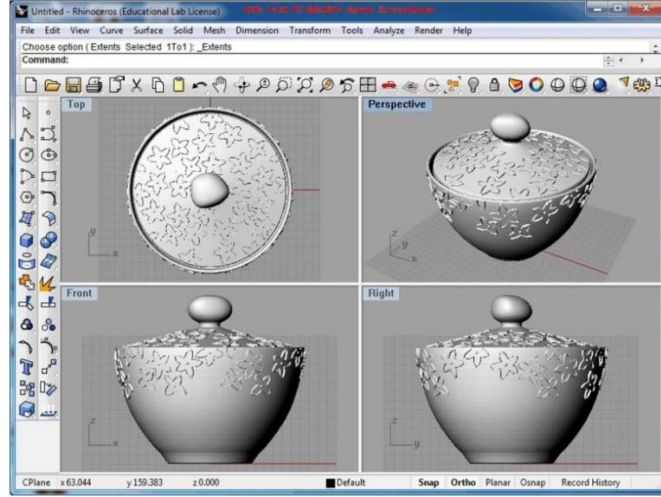 Untitled - Rhinoceros (Educational Lab License)
File Edit View Curve Surface Solid Mesh Dimension Transform Tools Analyze Render Help
Choose option ( Extents Selected 1To1 ): _Extents
Command:
Top
Perspective
y
x
z
y
x
Front
Right
z
x
z
y
CPlane x 63.044 y 159.383 z 0.000 Default Snap Ortho Planar Osnap Record History